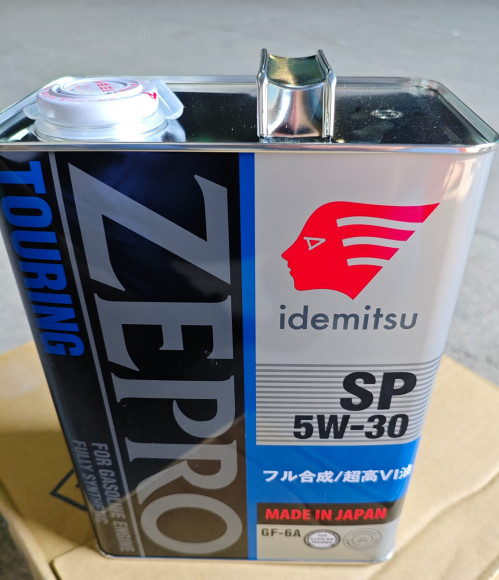 TOURING
ZEPRO
FOR GASOLINE ENGINE
FULLY SYNTHETIC
idemitsu
SP
5W-30
フル合成/超高VI油
MADE IN JAPAN
GF-6A